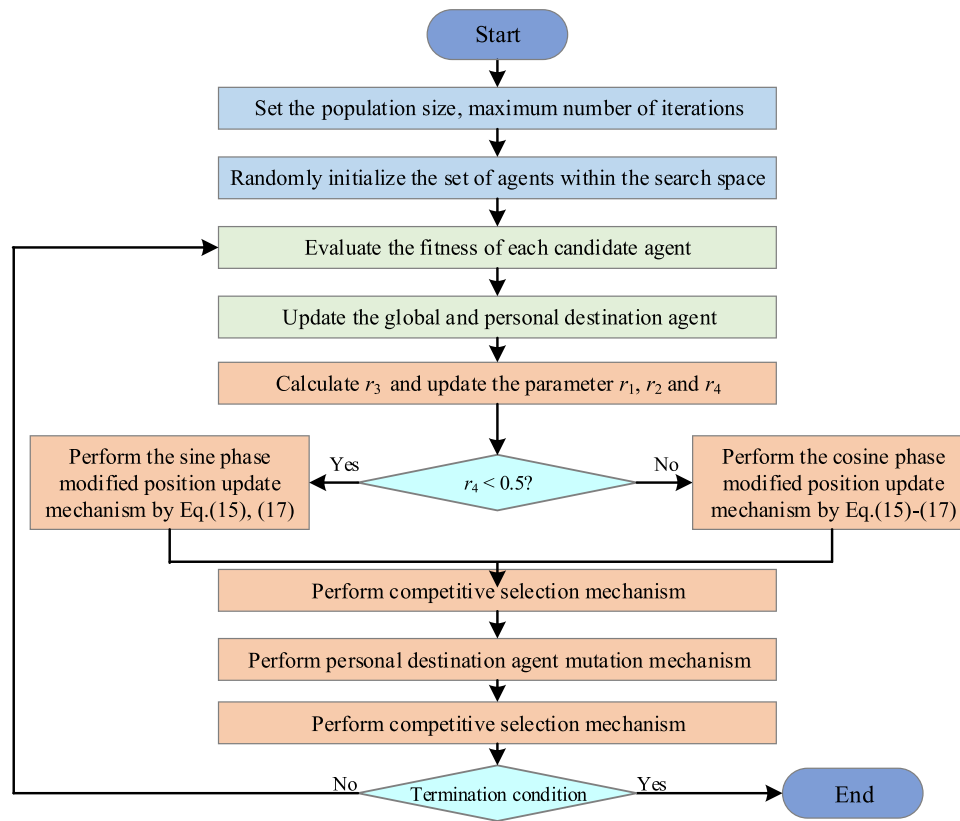 Start
Set the population size, maximum number of iterations
Randomly initialize the set of agents within the search space
Evaluate the fitness of each candidate agent
Update the global and personal destination agent
Calculate r₃ and update the parameter r₁, r₂ and r₄
Perform the sine phase
modified position update
mechanism by Eq.(15), (17)
Yes
r₄ < 0.5?
No
Perform the cosine phase
modified position update
mechanism by Eq.(15)-(17)
Perform competitive selection mechanism
Perform personal destination agent mutation mechanism
Perform competitive selection mechanism
No
Termination condition
Yes
End